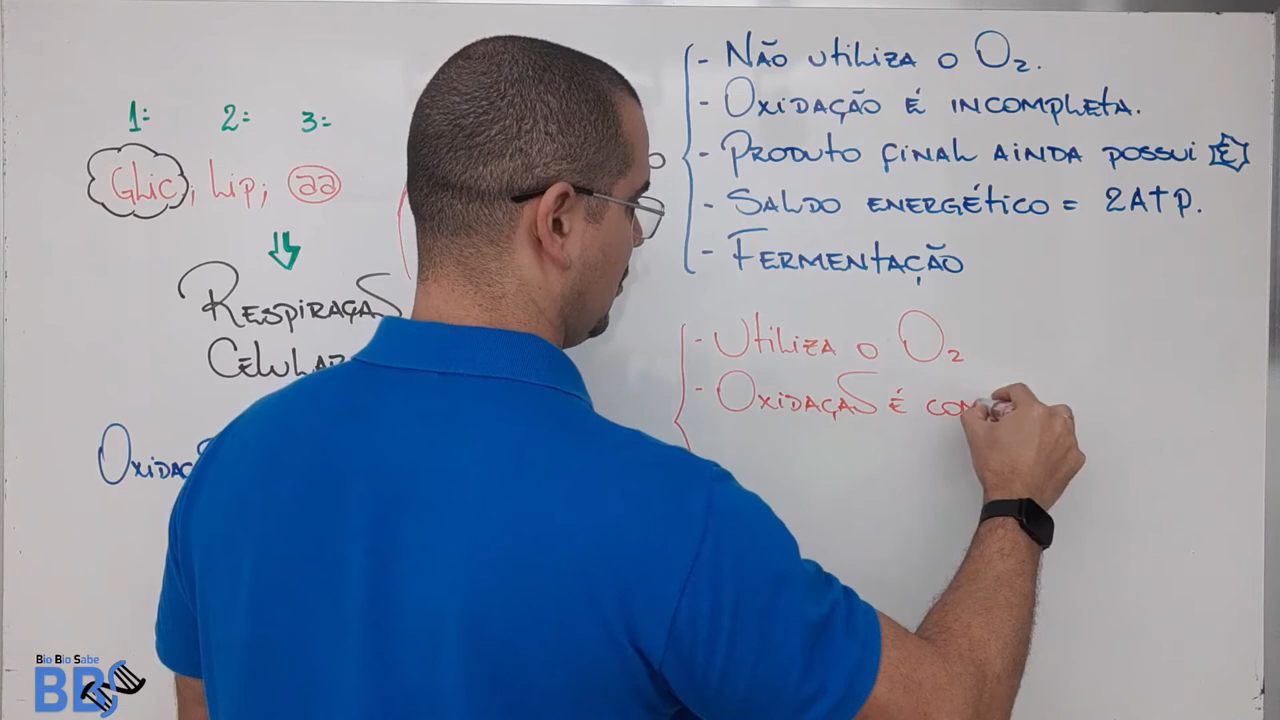 1=
2=
3=
Glic, Lip; aa
Respiração
Celular
- Não utiliza o O2.
- Oxidação é incompleta.
- Produto final ainda possui E
- Saldo energético = 2ATP.
- Fermentação
- Utiliza o O2
- Oxidação é
Bio Bio Sabe
BBS